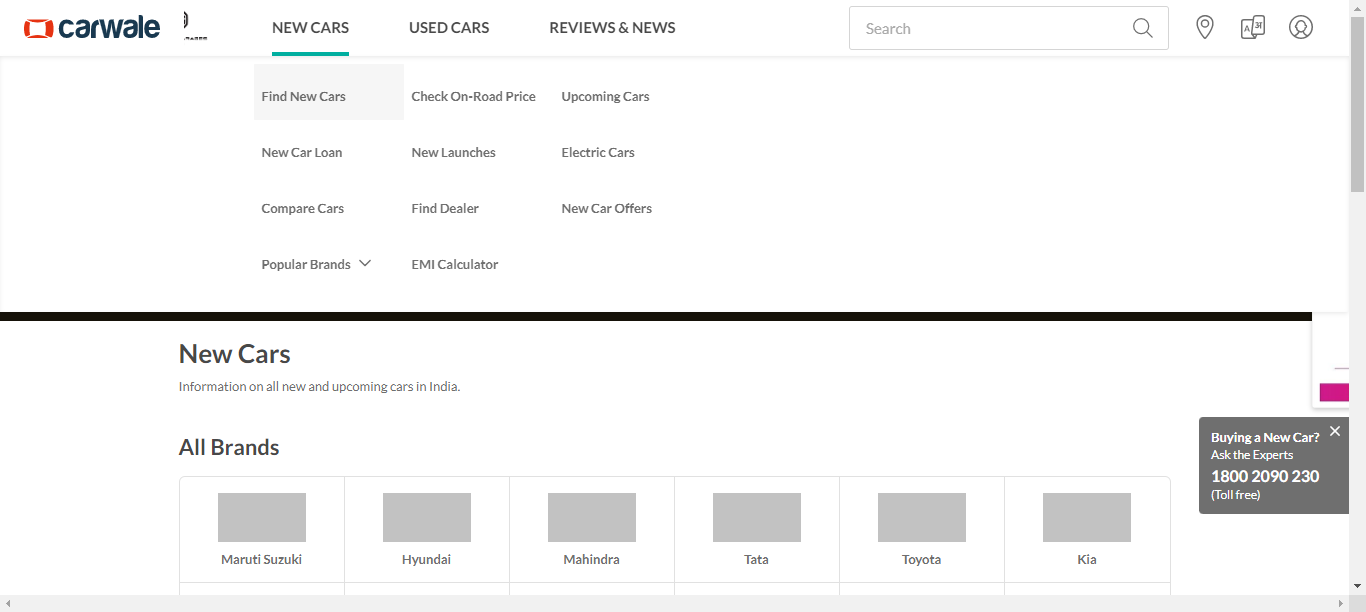 carwale
NEW CARS USED CARS REVIEWS & NEWS
Search
Find New Cars Check On-Road Price Upcoming Cars
New Car Loan New Launches Electric Cars
Compare Cars Find Dealer New Car Offers
Popular Brands EMI Calculator
New Cars
Information on all new and upcoming cars in India.
All Brands
Buying a New Car?
Ask the Experts
1800 2090 230
(Toll free)
Maruti Suzuki Hyundai Mahindra Tata Toyota Kia